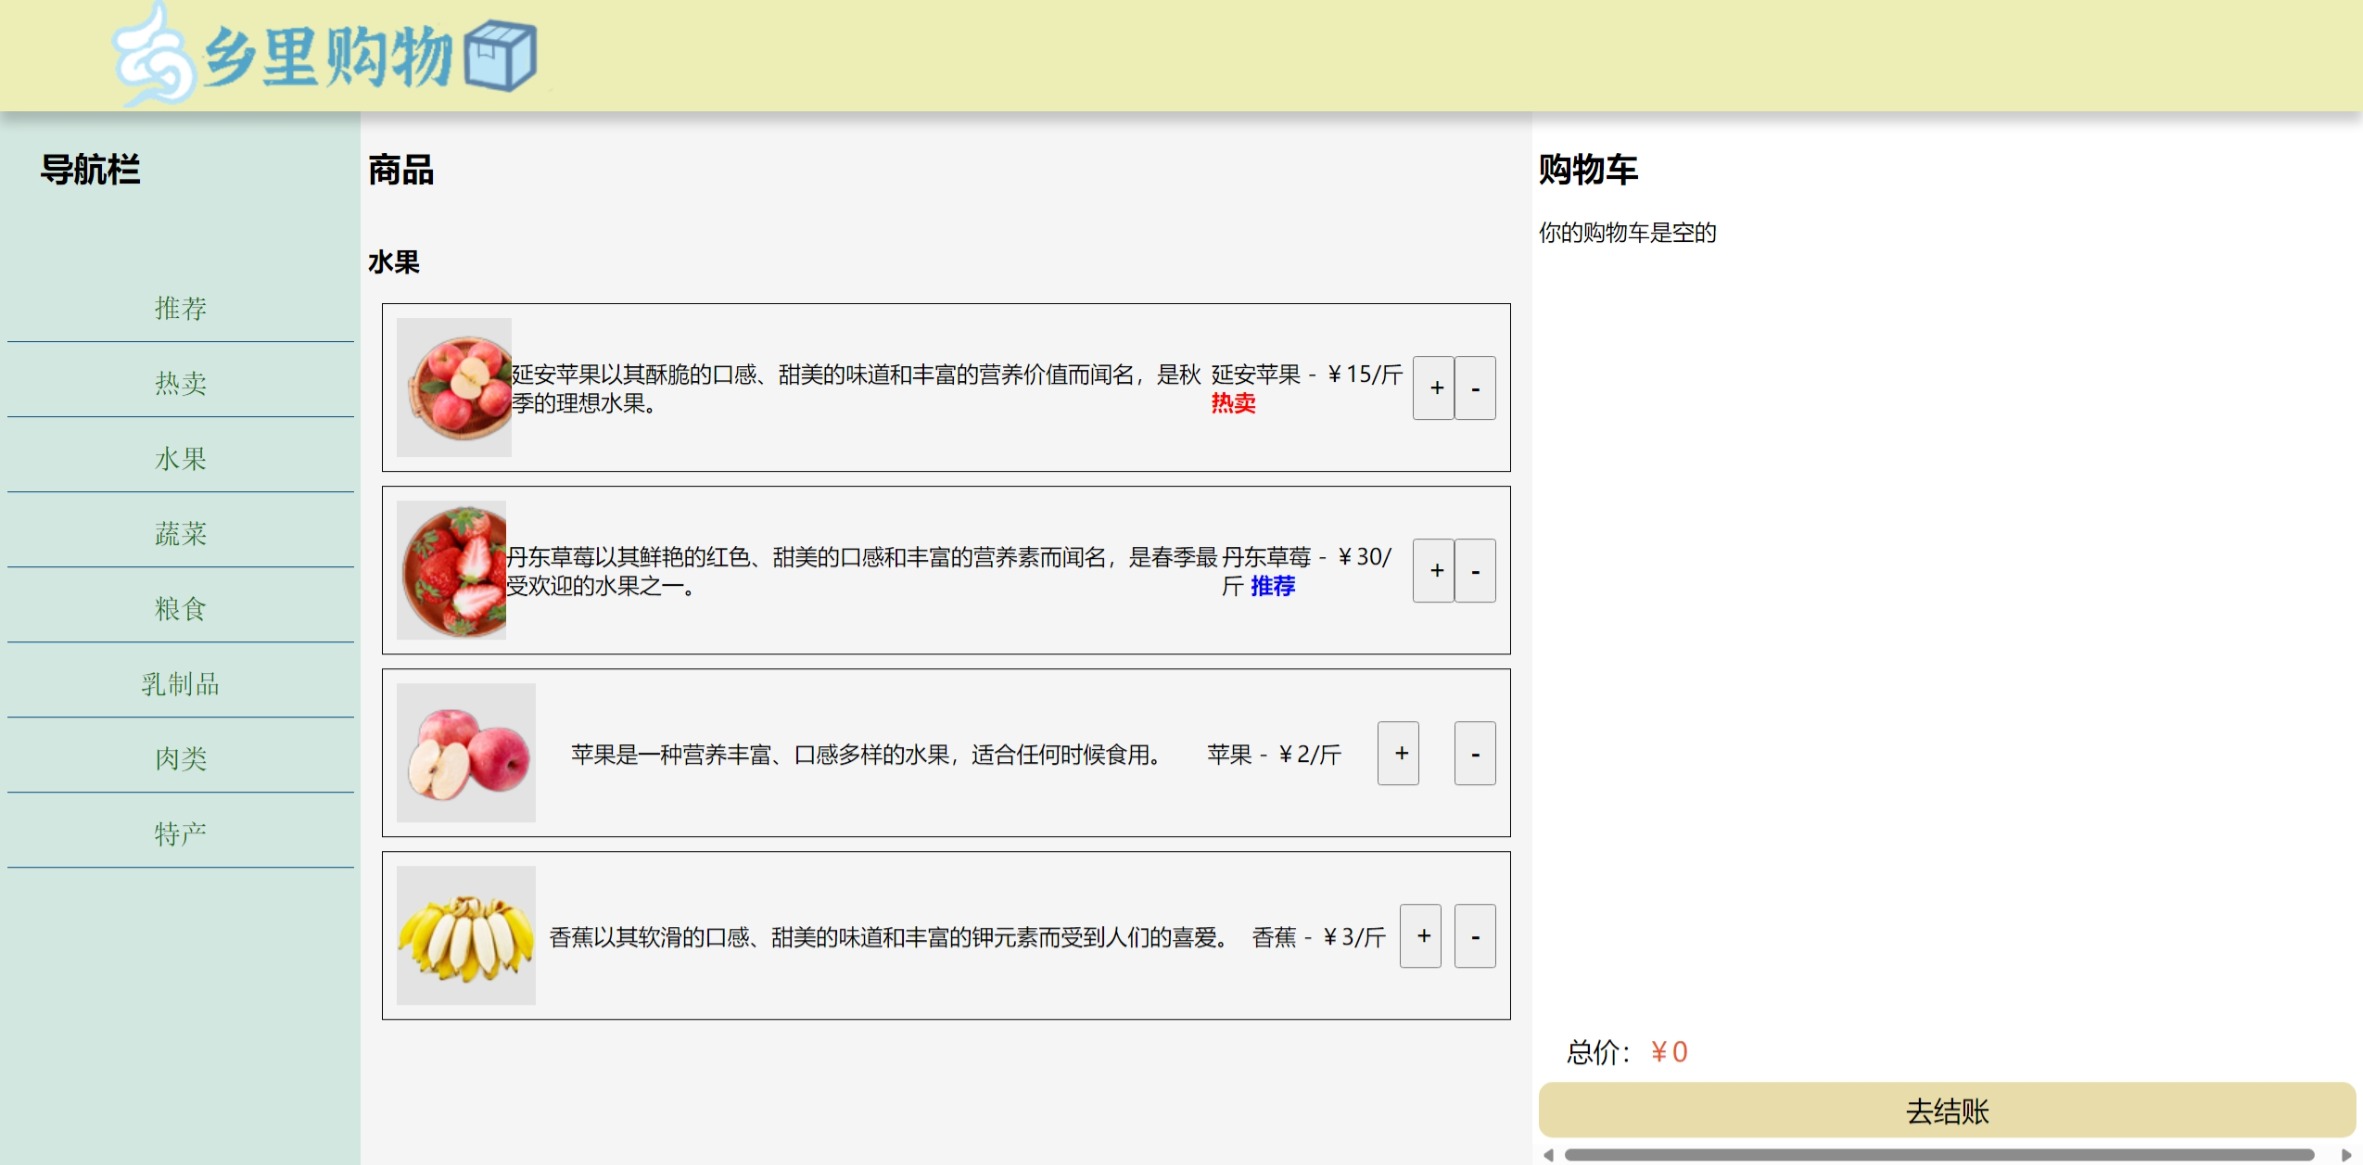 乡里购物
导航栏
推荐
热卖
水果
蔬菜
粮食
乳制品
肉类
特产
商品
水果
延安苹果以其酥脆的口感、甜美的味道和丰富的营养价值而闻名，是秋
季的理想水果。
延安苹果 - ￥15/斤
热卖
+
-
丹东草莓以其鲜艳的红色、甜美的口感和丰富的营养素而闻名，是春季最
受欢迎的水果之一。
丹东草莓 - ￥30/
斤 推荐
+
-
苹果是一种营养丰富、口感多样的水果，适合任何时候食用。
苹果 - ￥2/斤
+
-
香蕉以其软滑的口感、甜美的味道和丰富的钾元素而受到人们的喜爱。
香蕉 - ￥3/斤
+
-
购物车
你的购物车是空的
总价：￥0
去结账